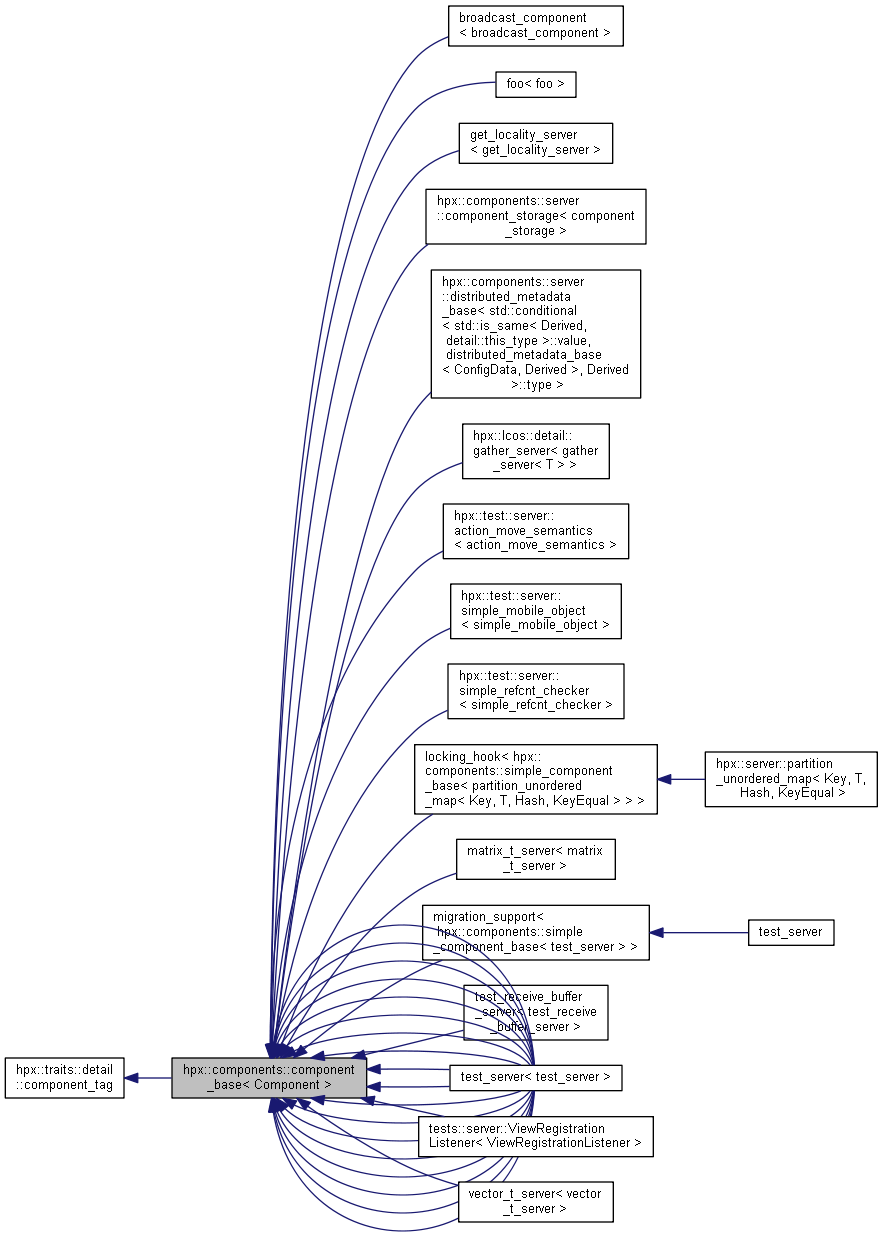 broadcast_component
< broadcast_component >
foo< foo >
get_locality_server
< get_locality_server >
hpx::components::server
::component_storage< component
_storage >
hpx::components::server
::distributed_metadata
_base< std::conditional
< std::is_same< Derived,
detail::this_type >::value,
distributed_metadata_base
< ConfigData, Derived >, Derived
>::type >
hpx::lcos::detail::
gather_server< gather
_server< T > >
hpx::test::server::
action_move_semantics
< action_move_semantics >
hpx::test::server::
simple_mobile_object
< simple_mobile_object >
hpx::test::server::
simple_refcnt_checker
< simple_refcnt_checker >
locking_hook< hpx::
components::simple_component
_base< partition_unordered
_map< Key, T, Hash, KeyEqual > > >
hpx::server::partition
_unordered_map< Key, T,
Hash, KeyEqual >
matrix_t_server< matrix
_t_server >
migration_support<
hpx::components::simple
_component_base< test_server > >
test_server
test_receive_buffer
_server< test_receive
_buffer_server >
hpx::traits::detail
::component_tag
hpx::components::component
_base< Component >
test_server< test_server >
tests::server::ViewRegistration
Listener< ViewRegistrationListener >
vector_t_server< vector
_t_server >